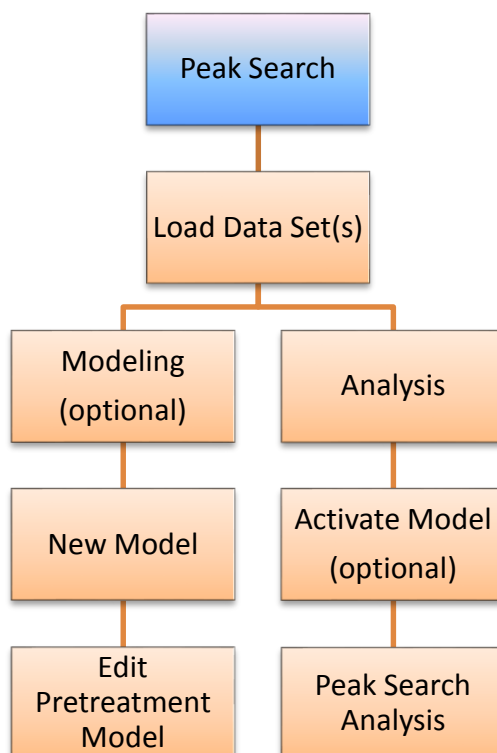 Peak Search
Load Data Set(s)
Modeling
(optional)
New Model
Edit
Pretreatment
Model
Analysis
Activate Model
(optional)
Peak Search
Analysis